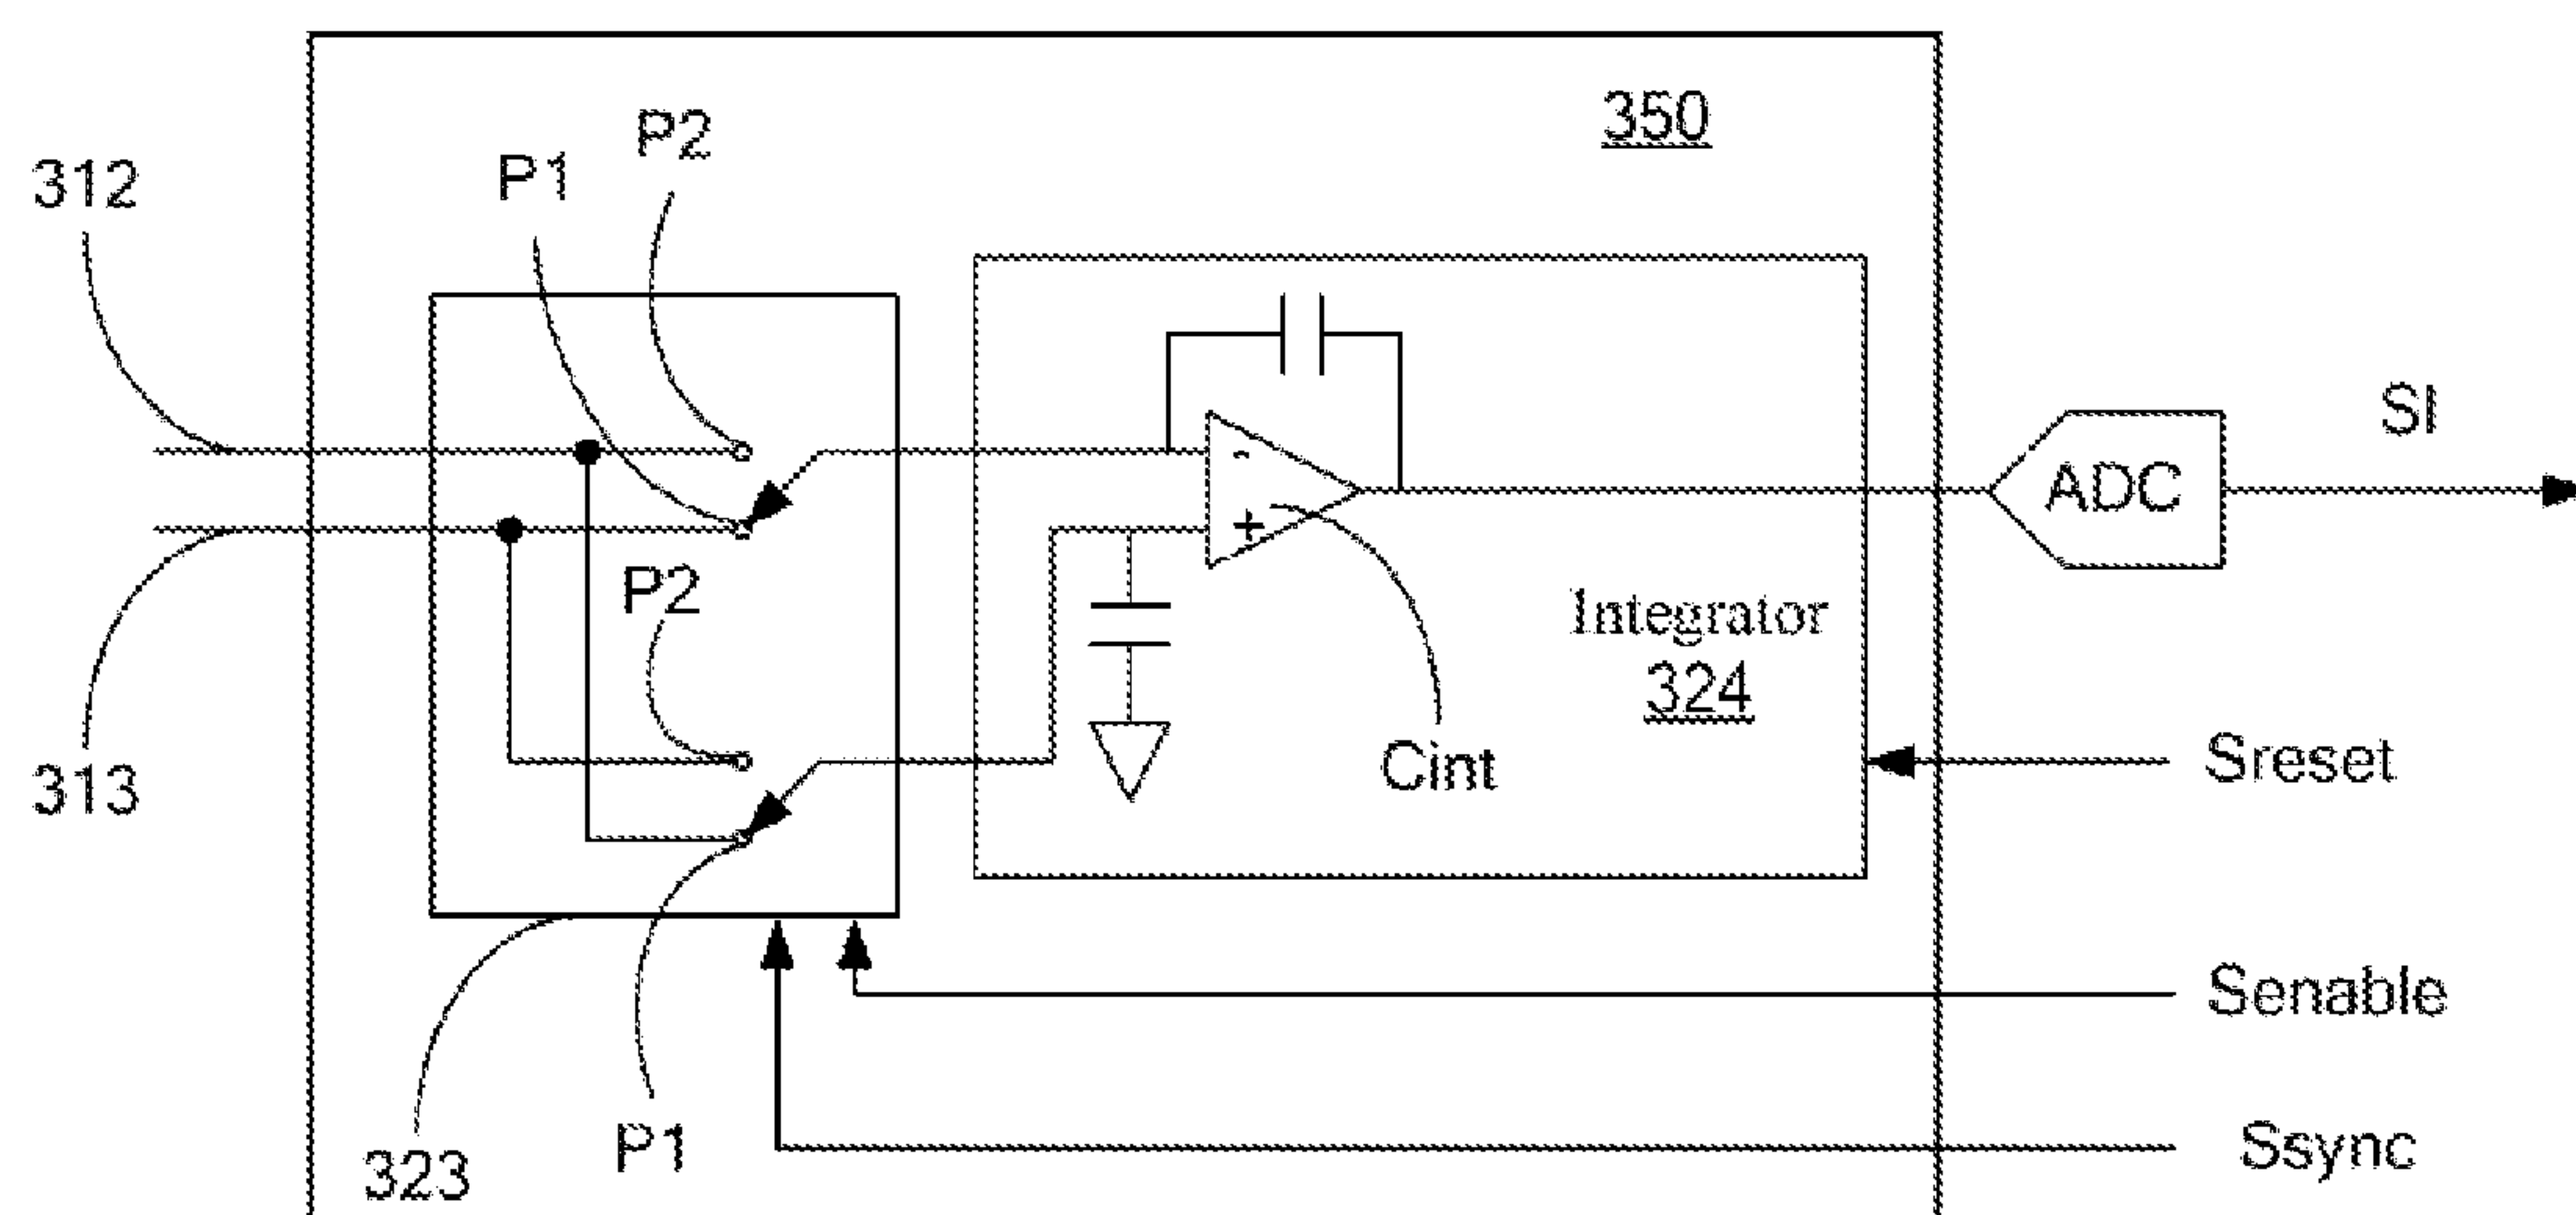 350
P2
P1
312
SI
ADC
-
+
P2
Integrator
324
Cint
313
Sreset
Senable
P1
Ssync
323